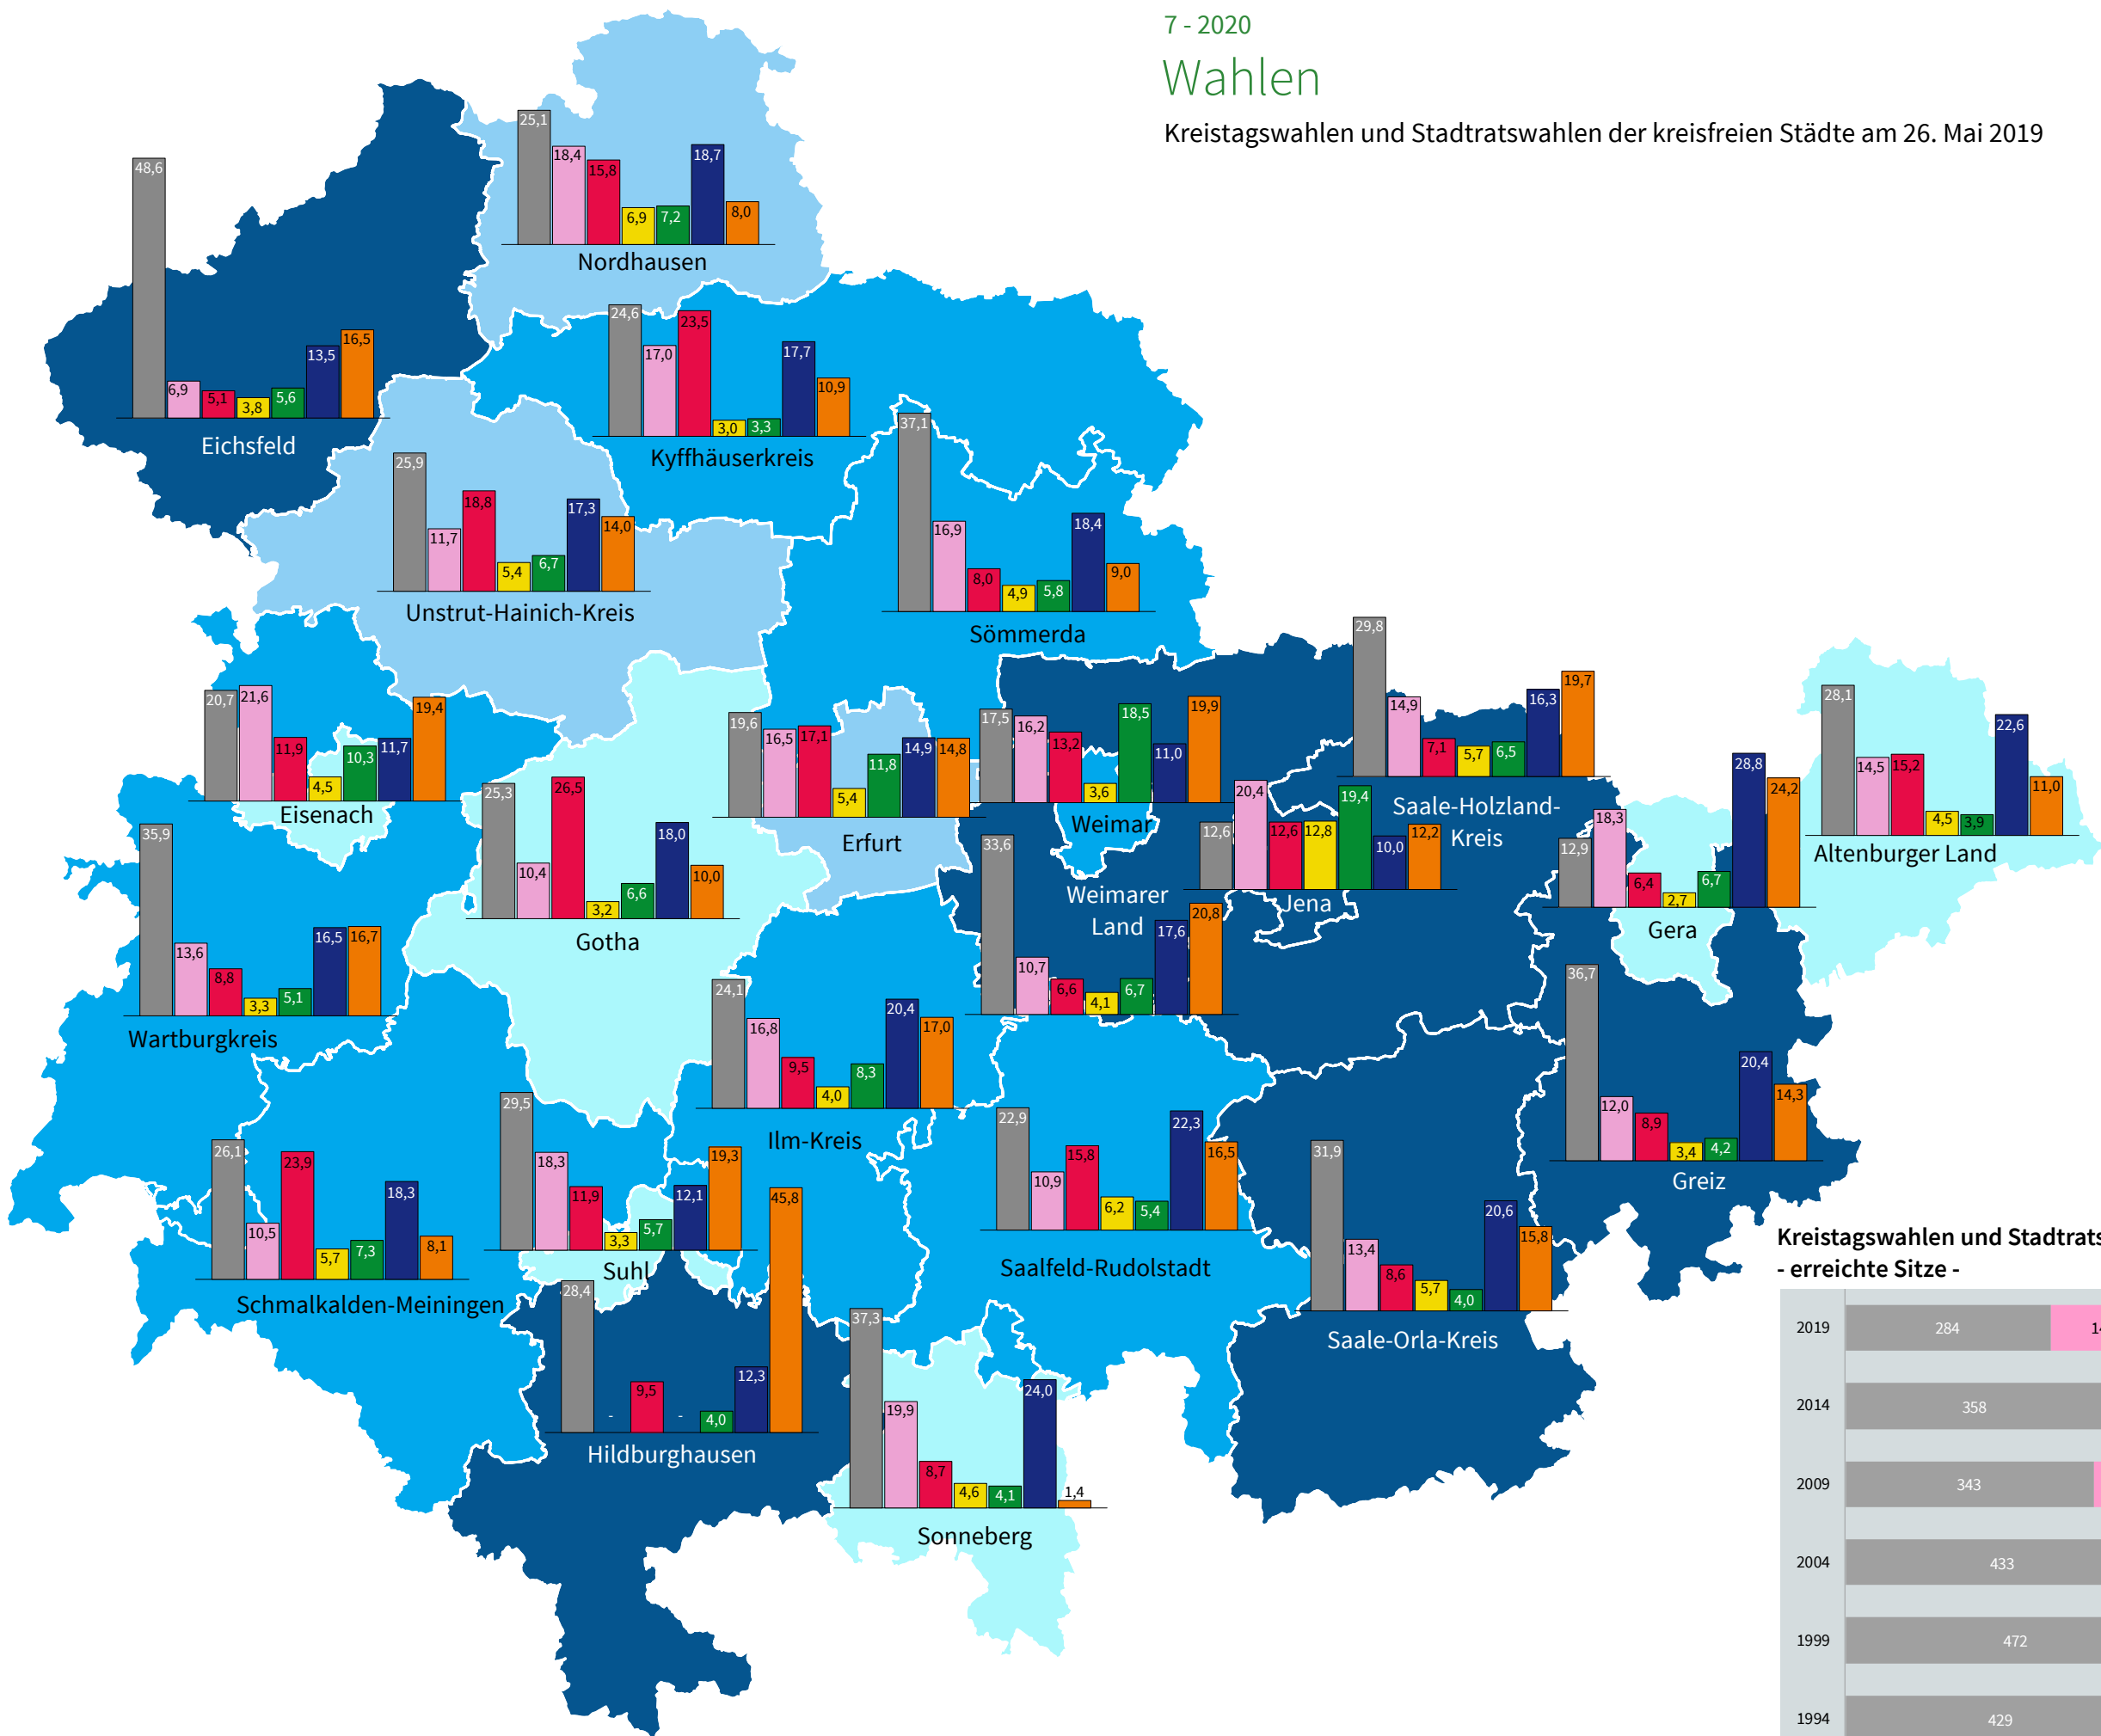 7 - 2020
Wahlen
Kreistagswahlen und Stadtratswahlen der kreisfreien Städte am 26. Mai 2019
25,1 18,4 15,8 6,9 7,2 18,7 8,0
Nordhausen
48,6 6,9 5,1 3,8 5,6 13,5 16,5
Eichsfeld
24,6 17,0 23,5 3,0 3,3 17,7 10,9
Kyffhäuserkreis
25,9 11,7 18,8 5,4 6,7 17,3 14,0
Unstrut-Hainich-Kreis
37,1 16,9 8,0 4,9 5,8 18,4 9,0
Sömmerda
20,7 21,6 11,9 4,5 10,3 11,7 19,4
Eisenach
19,6 16,5 17,1 5,4 11,8 14,9 14,8
Erfurt
17,5 16,2 13,2 3,6 18,5 11,0 19,9
Weimar
29,8 14,9 7,1 5,7 6,5 16,3 19,7
Saale-Holzland-
Kreis
28,1 14,5 15,2 4,5 3,9 22,6 11,0
Altenburger Land
25,3 10,4 26,5 3,2 6,6 18,0 10,0
Gotha
12,6 20,4 12,6 12,8 19,4 10,0 12,2
Jena
12,9 18,3 6,4 2,7 6,7 28,8 24,2
Gera
35,9 13,6 8,8 3,3 5,1 16,5 16,7
Wartburgkreis
33,6 10,7 6,6 4,1 6,7 17,6 20,8
Weimarer
Land
24,1 16,8 9,5 4,0 8,3 20,4 17,0
Ilm-Kreis
36,7 12,0 8,9 3,4 4,2 20,4 14,3
Greiz
29,5 18,3 11,9 3,3 5,7 12,1 19,3
Suhl
22,9 10,9 15,8 6,2 5,4 22,3 16,5
Saalfeld-Rudolstadt
26,1 10,5 23,9 5,7 7,3 18,3 8,1
Schmalkalden-Meiningen
31,9 13,4 8,6 5,7 4,0 20,6 15,8
Saale-Orla-Kreis
28,4 - 9,5 - 4,0 12,3 45,8
Hildburghausen
37,3 19,9 8,7 4,6 4,1 24,0 1,4
Sonneberg
Kreistagswahlen und Stadtrats
- erreichte Sitze -
2019 284
2014 358
2009 343
2004 433
1999 472
1994 429